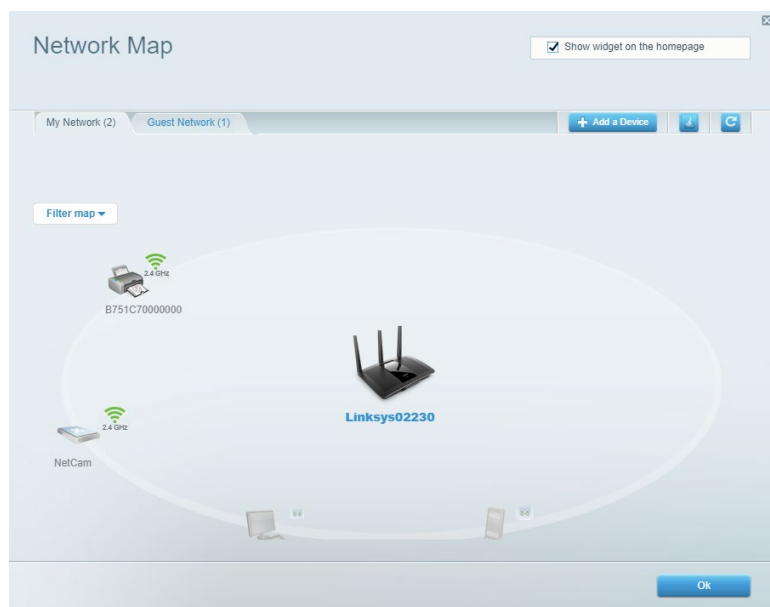 Network Map
Show widget on the homepage
My Network (2)
Guest Network (1)
Add a Device
Filter map
2.4 GHz
B751C70000000
Linksys02230
2.4 GHz
NetCam
Ok